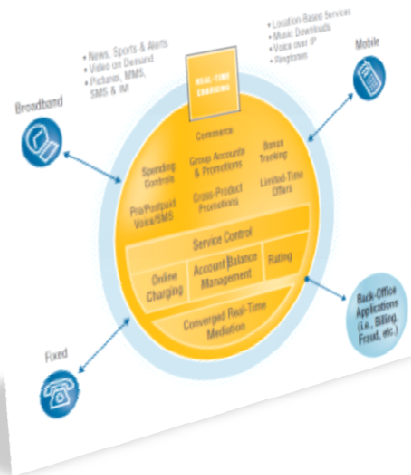 • News, Sports & Alerts
• Video on Demand
• Pictures, MMS,
SMS & IM
• Location-Based Services
• Music Downloads
• Voice over IP
• Ringtones
Broadband
Mobile
REAL-TIME
CHARGING
Commerce
Spending
Controls
Group Accounts
& Promotions
Bonus
Tracking
Pre/Postpaid
Voice/SMS
Cross-Product
Promotions
Limited-Time
Offers
Service Control
Online
Charging
Account Balance
Management
Rating
Converged Real-Time
Mediation
Fixed
Back-Office
Applications
(i.e., Billing,
Fraud, etc.)